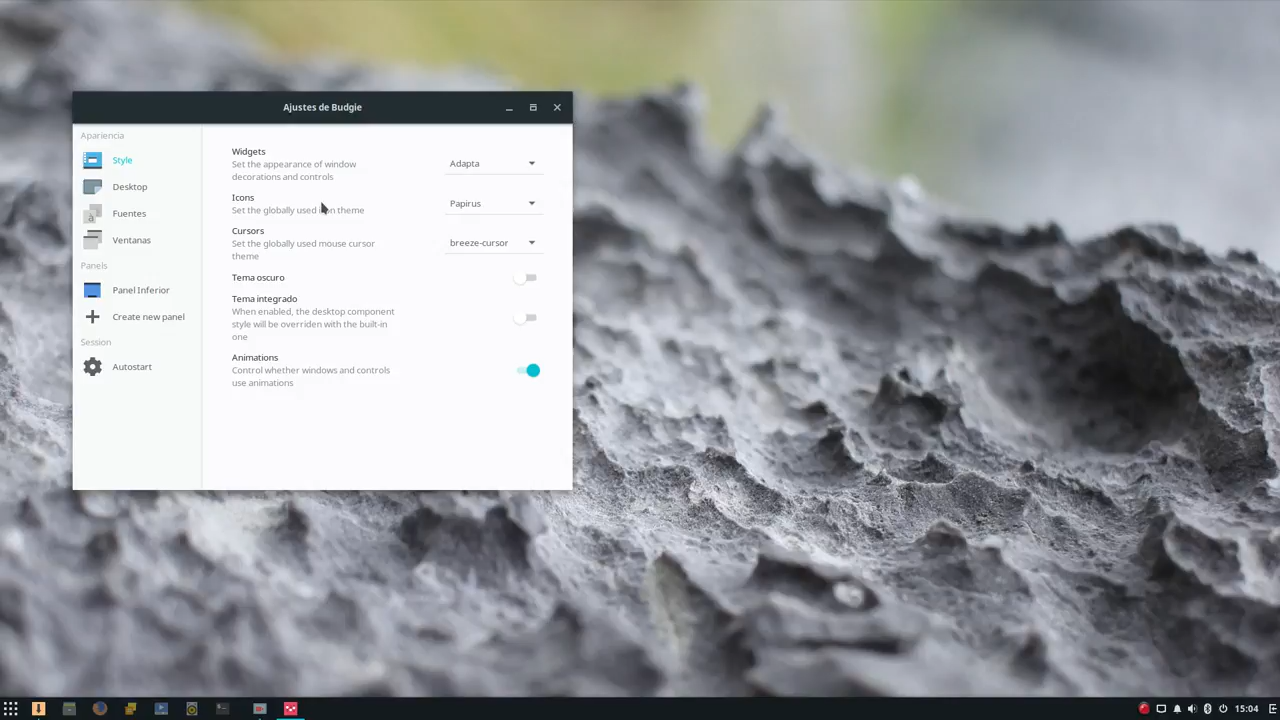 Ajustes de Budgie
Apariencia
Style
Desktop
Fuentes
Ventanas
Panels
Panel Inferior
Create new panel
Session
Autostart
Widgets
Set the appearance of window
decorations and controls
Adapta
Icons
Set the globally used icon theme
Papirus
Cursors
Set the globally used mouse cursor
theme
breeze-cursor
Tema oscuro
Tema integrado
When enabled, the desktop component
style will be overriden with the built-in
one
Animations
Control whether windows and controls
use animations
15:04